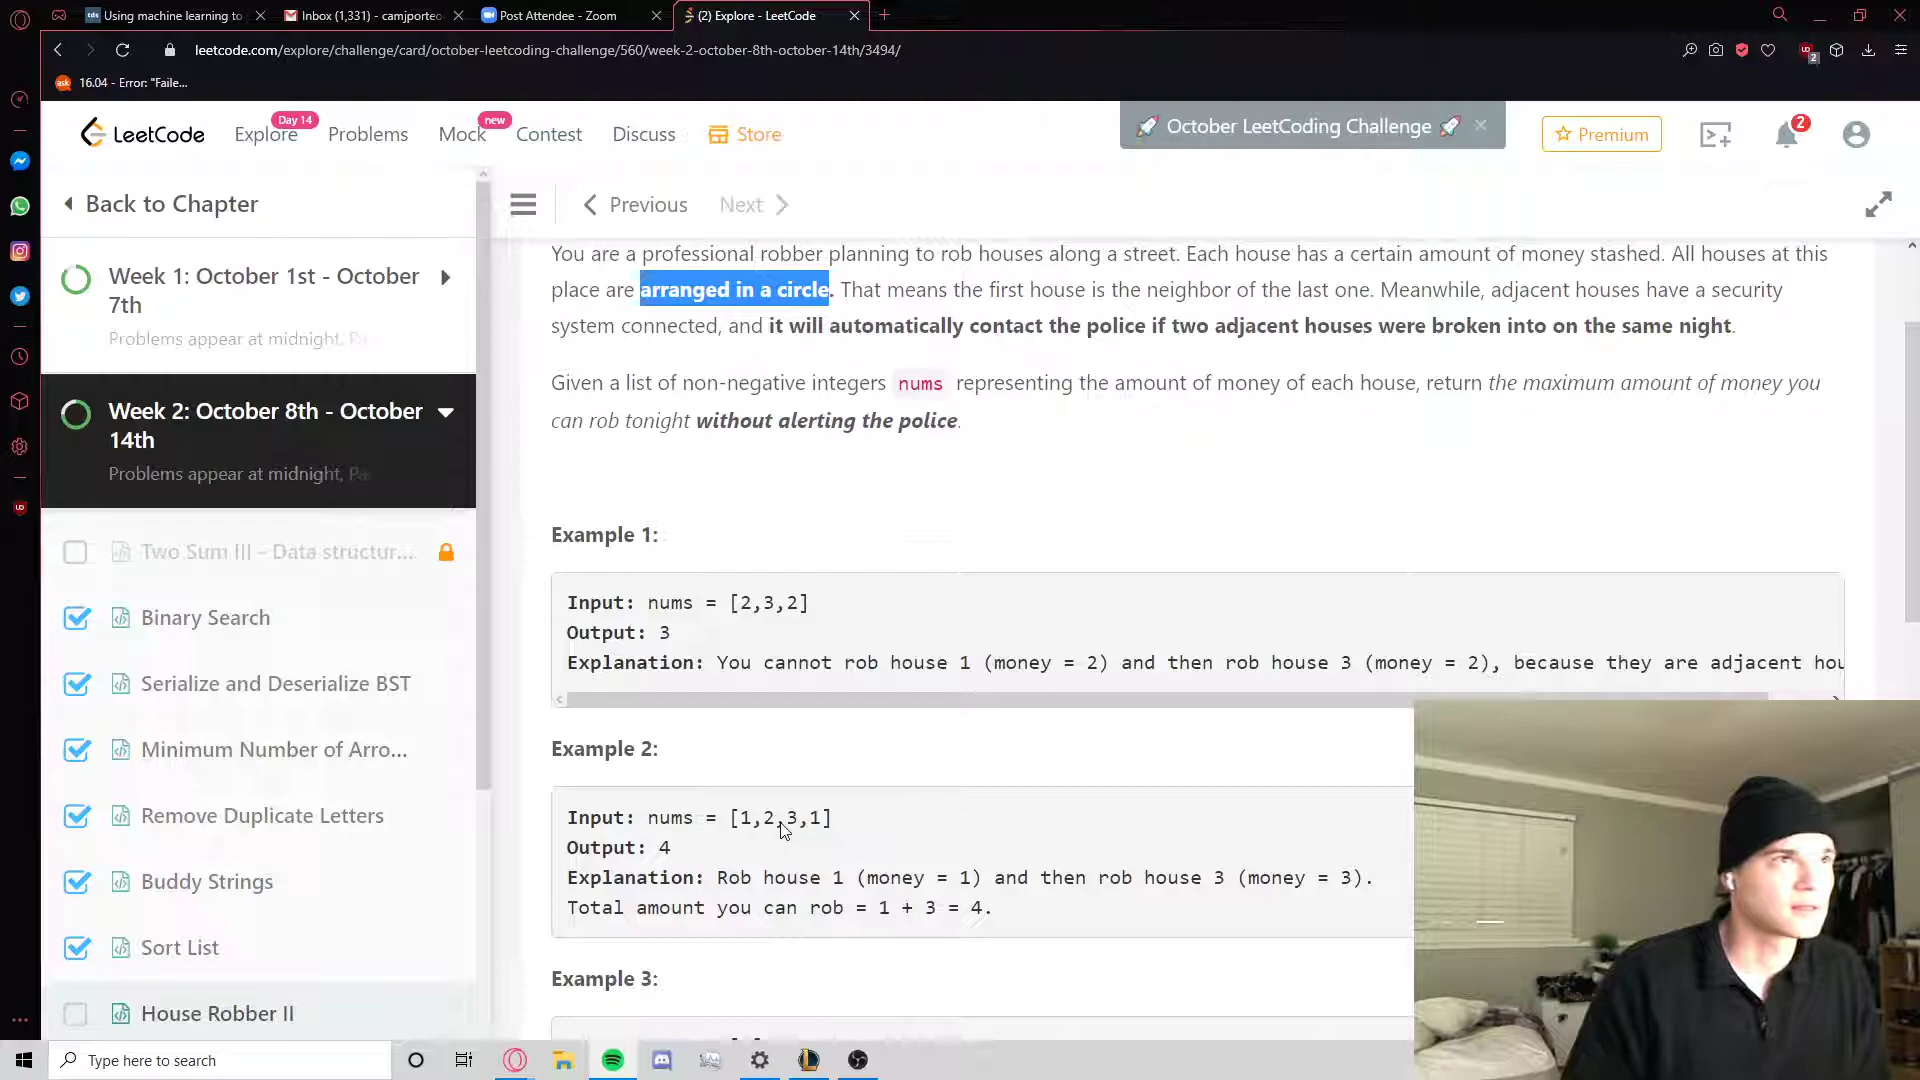 Using machine learning to
Inbox (1,331) - camjporteo
Post Attendee - Zoom
(2) Explore - LeetCode
leetcode.com/explore/challenge/card/october-leetcoding-challenge/560/week-2-october-8th-october-14th/3494/
ask
16.04 - Error: "Faile...
LeetCode
Explore
Day 14
Problems
Mock
new
Contest
Discuss
Store
October LeetCoding Challenge
Premium
2
Back to Chapter
Previous
Next
Week 1: October 1st - October
7th
Problems appear at midnight,
Week 2: October 8th - October
14th
Problems appear at midnight,
Two Sum III - Data structur...
Binary Search
Serialize and Deserialize BST
Minimum Number of Arro...
Remove Duplicate Letters
Buddy Strings
Sort List
House Robber II
You are a professional robber planning to rob houses along a street. Each house has a certain amount of money stashed. All houses at this
place are arranged in a circle. That means the first house is the neighbor of the last one. Meanwhile, adjacent houses have a security
system connected, and it will automatically contact the police if two adjacent houses were broken into on the same night.
Given a list of non-negative integers nums representing the amount of money of each house, return the maximum amount of money you
can rob tonight without alerting the police.
Example 1:
Input: nums = [2,3,2]
Output: 3
Explanation: You cannot rob house 1 (money = 2) and then rob house 3 (money = 2), because they are adjacent hou
Example 2:
Input: nums = [1,2,3,1]
Output: 4
Explanation: Rob house 1 (money = 1) and then rob house 3 (money = 3).
Total amount you can rob = 1 + 3 = 4.
Example 3:
Type here to search